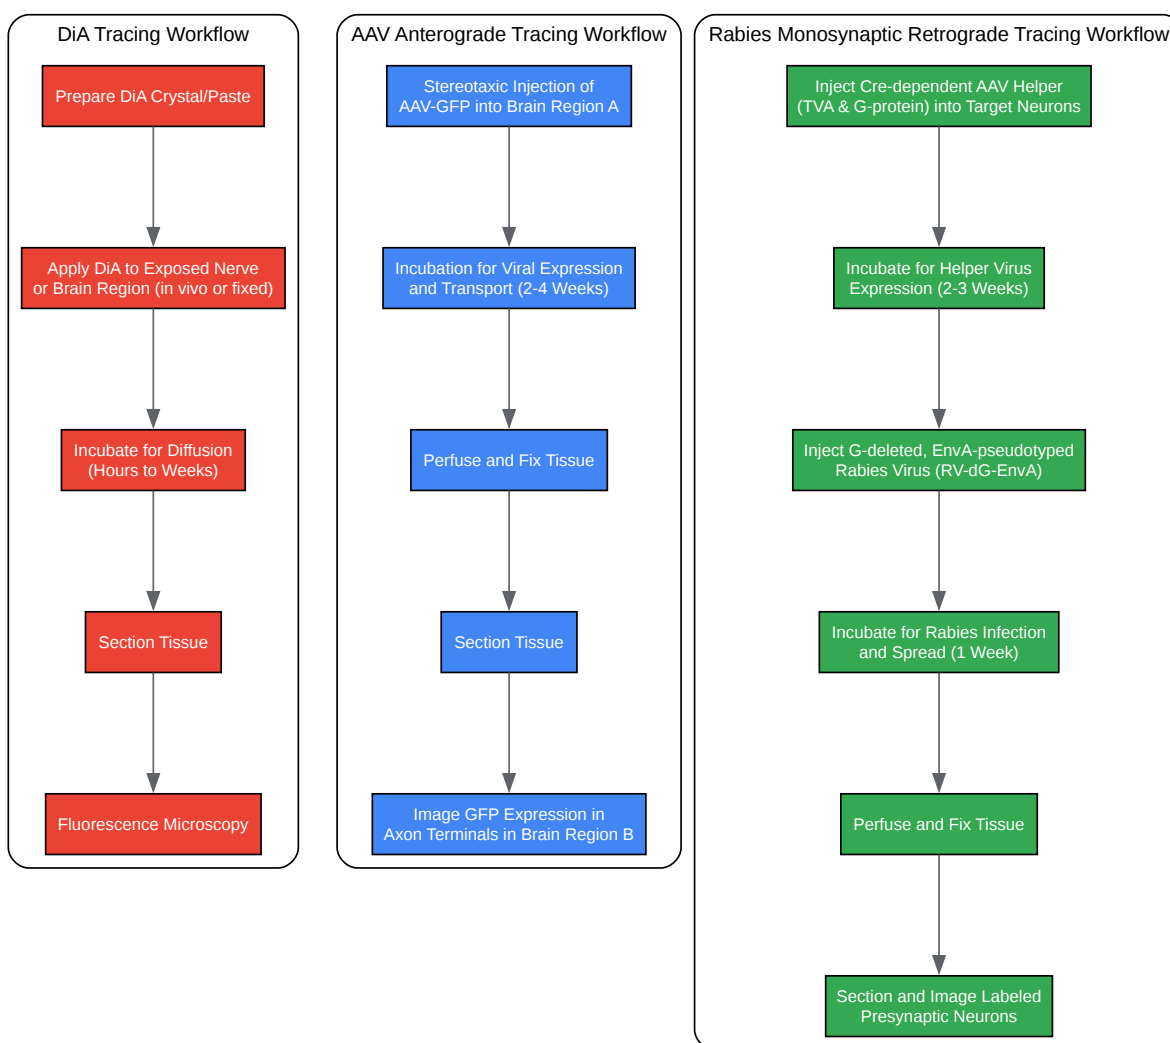 DiA Tracing Workflow
Prepare DiA Crystal/Paste
Apply DiA to Exposed Nerve
or Brain Region (in vivo or fixed)
Incubate for Diffusion
(Hours to Weeks)
Section Tissue
Fluorescence Microscopy
AAV Anterograde Tracing Workflow
Stereotaxic Injection of
AAV-GFP into Brain Region A
Incubation for Viral Expression
and Transport (2-4 Weeks)
Perfuse and Fix Tissue
Section Tissue
Image GFP Expression in
Axon Terminals in Brain Region B
Rabies Monosynaptic Retrograde Tracing Workflow
Inject Cre-dependent AAV Helper
(TVA & G-protein) into Target Neurons
Incubate for Helper Virus
Expression (2-3 Weeks)
Inject G-deleted, EnvA-pseudotyped
Rabies Virus (RV-dG-EnvA)
Incubate for Rabies Infection
and Spread (1 Week)
Perfuse and Fix Tissue
Section and Image Labeled
Presynaptic Neurons